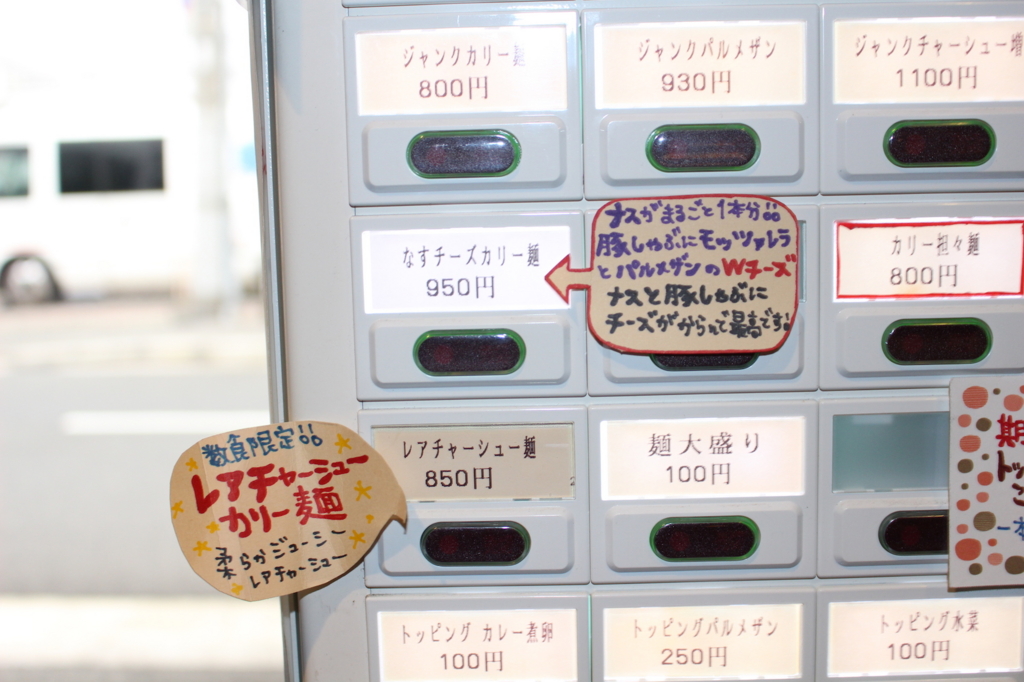 ジャンクカリー麺
800円
ジャンクパルメザン
930円
ジャンクチャーシュー増
1100円
なすチーズカリー麺
950円
ナスがまるごと1本分!!
豚しゃぶにモッツァレラ
とパルメザンのWチーズ
ナスと豚しゃぶに
チーズがからんで最高です!
カリー担々麺
800円
数食限定!!
レアチャーシュー
カリー麺
柔らかジューシー
レアチャーシュー
レアチャーシュー麺
850円
麺大盛り
100円
トッピング カレー煮卵
100円
トッピングパルメザン
250円
トッピング水菜
100円